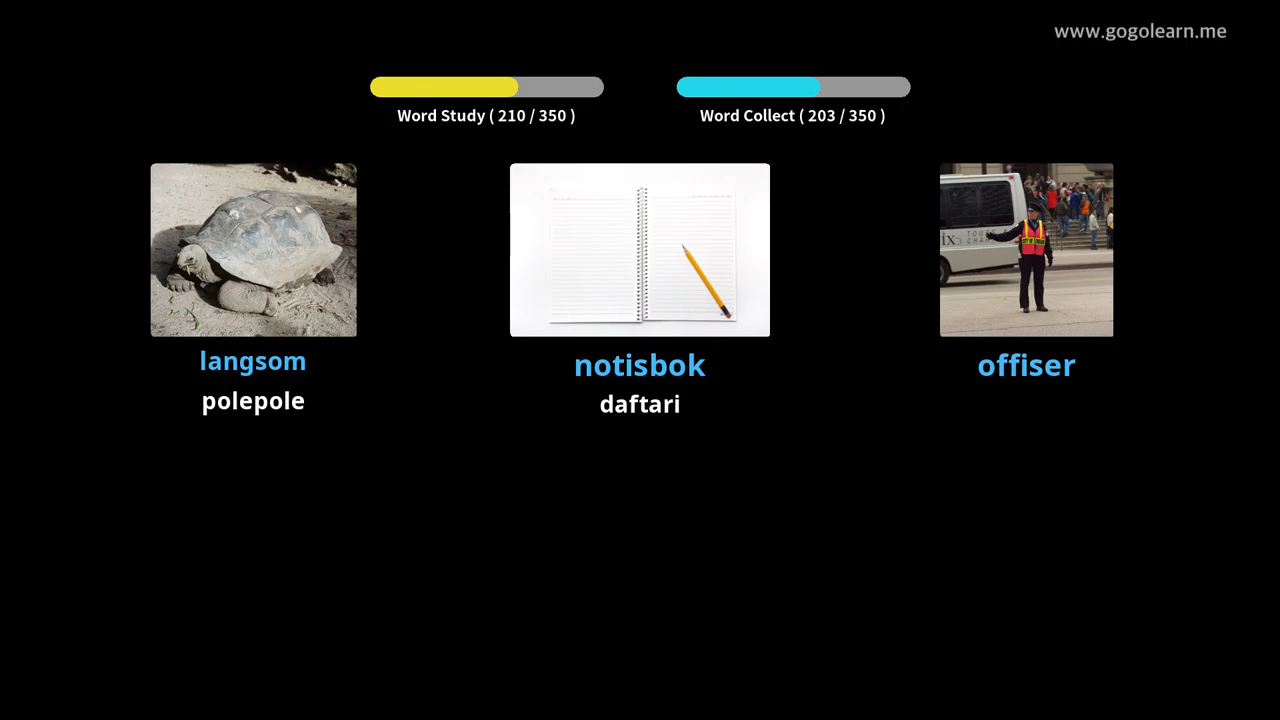 www.gogolearn.me
Word Study ( 210 / 350 )
Word Collect ( 203 / 350 )
langsom
polepole
notisbok
daftari
offiser